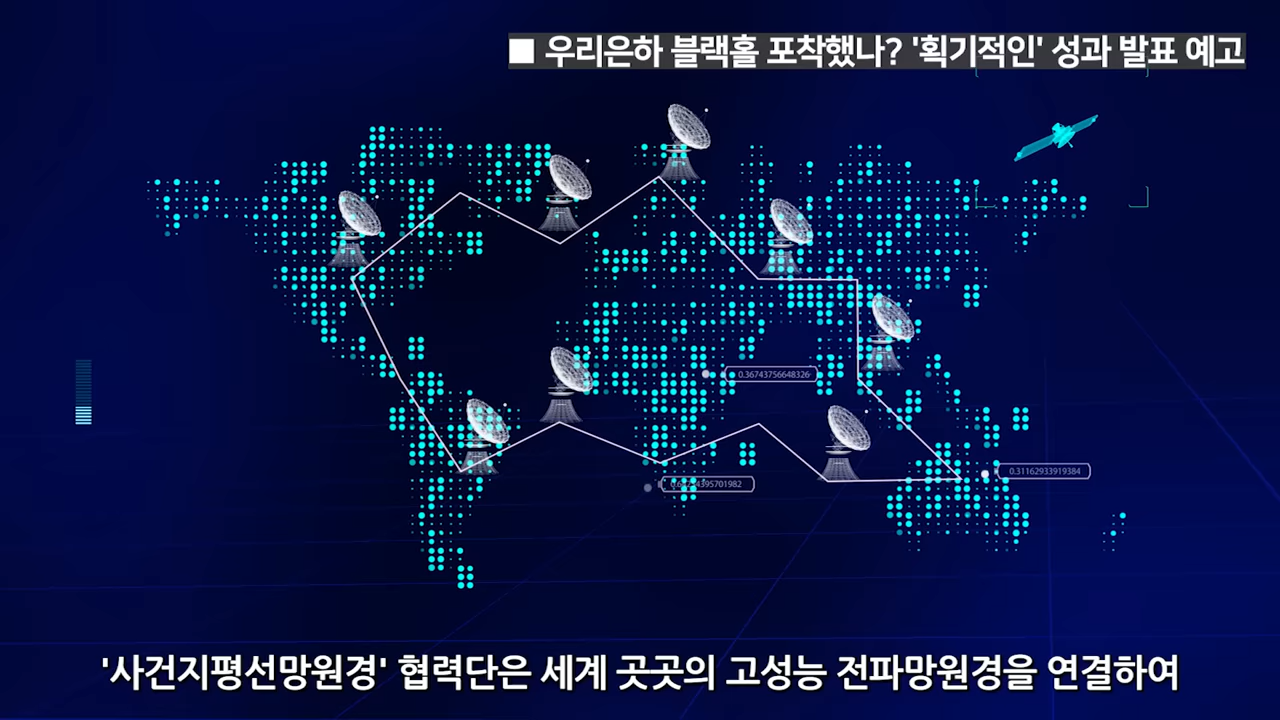 ■ 우리은하 블랙홀 포착했나? '획기적인' 성과 발표 예고
0.36743756648326
0.31162933919384
'사건지평선망원경' 협력단은 세계 곳곳의 고성능 전파망원경을 연결하여